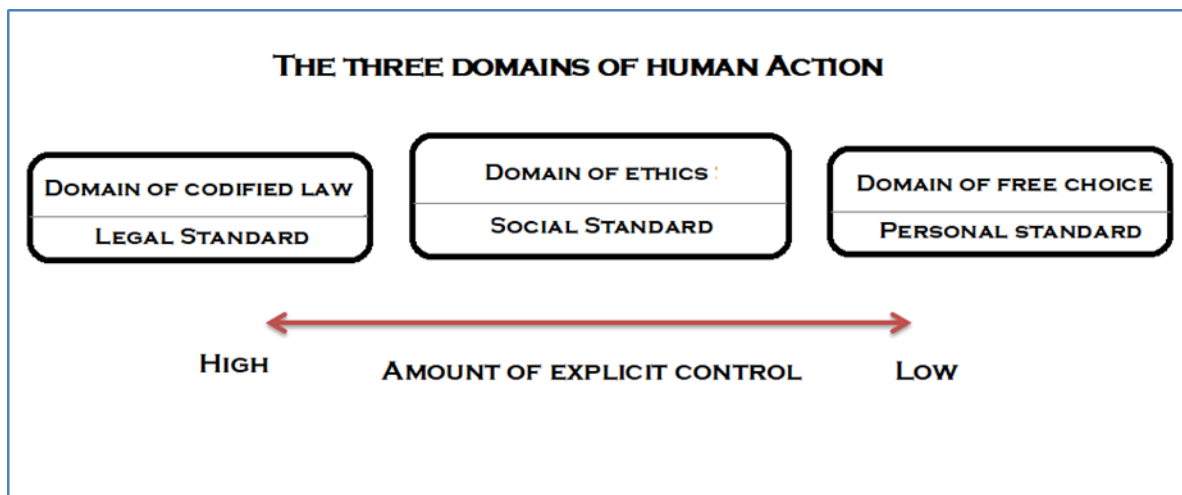 The three domains of human Action
Domain of codified law
Legal Standard
Domain of ethics :
Social Standard
Domain of free choice
Personal standard
High
Amount of explicit control
Low